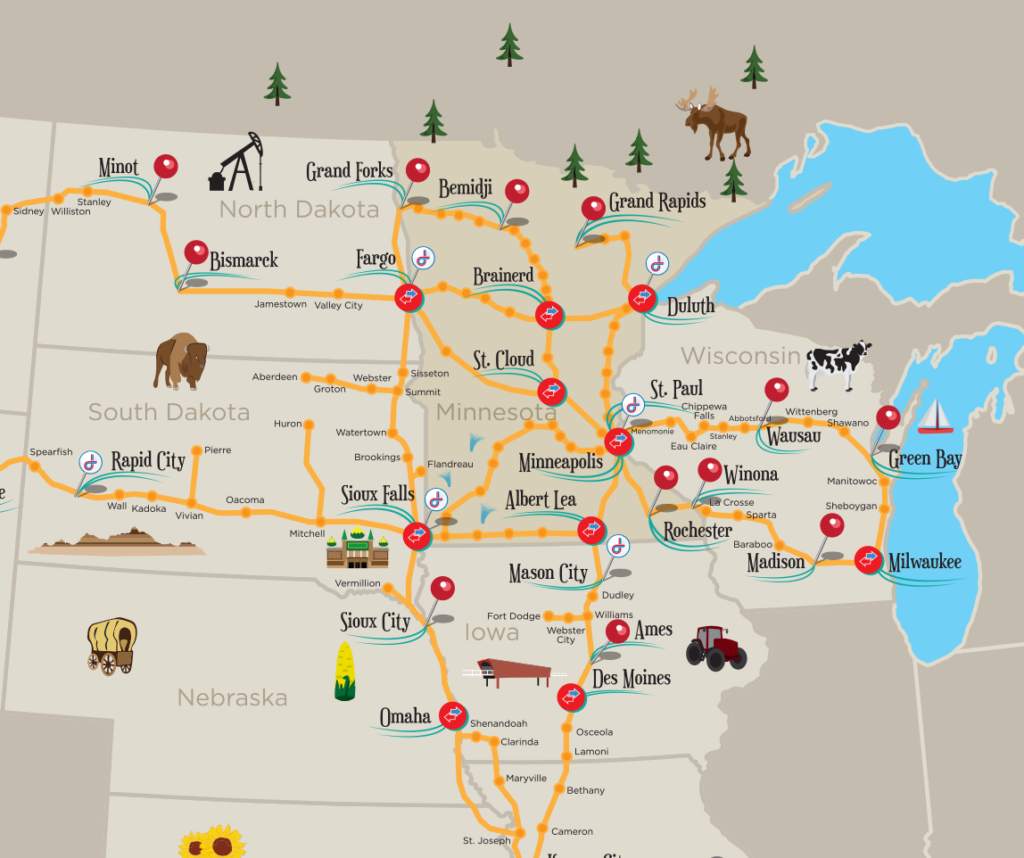 Minot
Grand Forks
Bemidji
Grand Rapids
Stanley
Sidney
Williston
North Dakota
Bismarck
Fargo
Brainerd
Jamestown
Valley City
Duluth
Wisconsin
St. Cloud
Aberdeen
Groton
Webster
Sisseton
Summit
South Dakota
Minnesota
St. Paul
Chippewa
Falls
Menomonie
Eau Claire
Stanley
Abbotsford
Wittenberg
Shawano
Wausau
Green Bay
Huron
Watertown
Spearfish
Rapid City
Pierre
Brookings
Flandreau
Minneapolis
e
Winona
Manitowoc
Sioux Falls
Albert Lea
Wall
Kadoka
Vivian
Oacoma
Mitchell
La Crosse
Sparta
Sheboygan
Rochester
Baraboo
Madison
Milwaukee
Mason City
Vermillion
Dudley
Sioux City
Fort Dodge
Williams
Webster
City
Iowa
Ames
Nebraska
Des Moines
Omaha
Shenandoah
Clarinda
Osceola
Lamoni
Maryville
Bethany
St. Joseph
Cameron